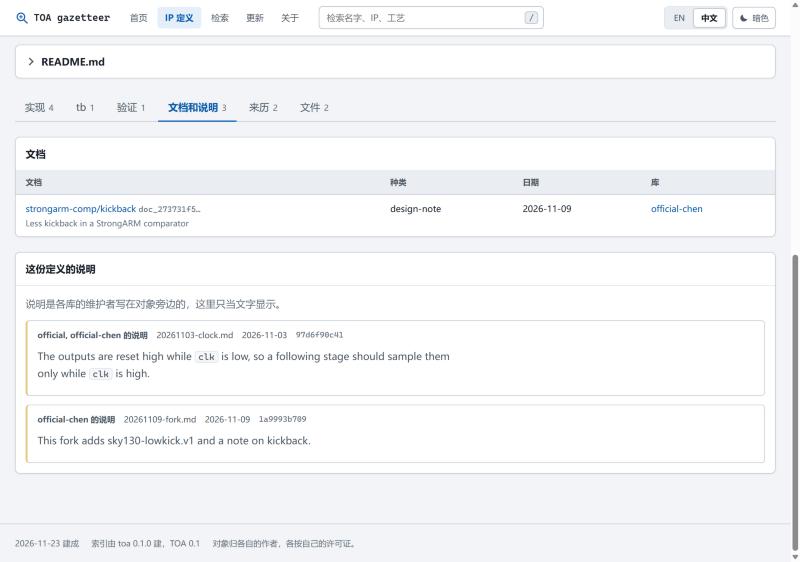 TOA gazetteer 首页 IP 定义 检索 更新 关于 检索名字、IP、工艺 / EN 中文 暗色
README.md
实现 4 tb 1 验证 1 文档和说明 3 来历 2 文件 2
文档
文档 种类 日期 库
strongarm-comp/kickback doc_273731f5… design-note 2026-11-09 official-chen
Less kickback in a StrongARM comparator
这份定义的说明
说明是各库的维护者写在对象旁边的，这里只当文字显示。
official, official-chen 的说明 20261103-clock.md 2026-11-03 97d6f90c41
The outputs are reset high while clk is low, so a following stage should sample them
only while clk is high.
official-chen 的说明 20261109-fork.md 2026-11-09 1a9993b709
This fork adds sky130-lowkick.v1 and a note on kickback.
2026-11-23 建成 索引由 toa 0.1.0 建，TOA 0.1 对象归各自的作者，各按自己的许可证。